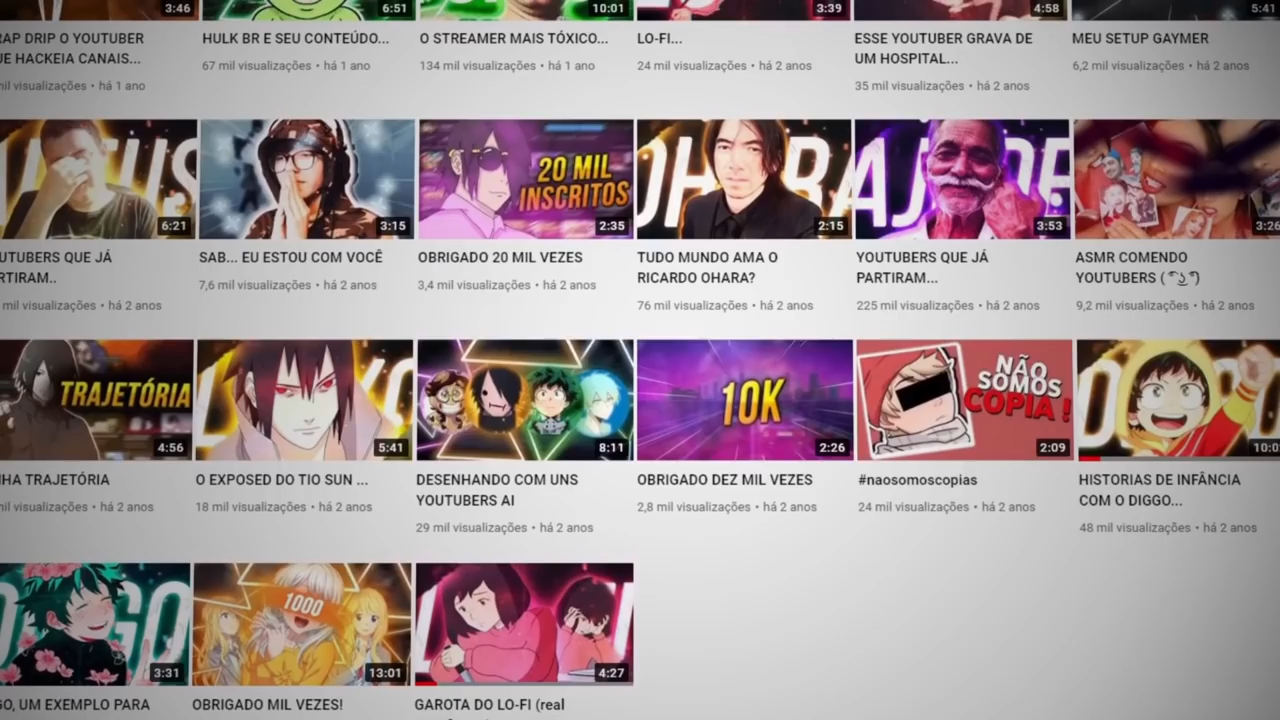 3:46
6:51
10:01
3:39
4:58
5:41
RAP DRIP O YOUTUBER
HACKEIA CANAIS...
há 1 ano
HULK BR E SEU CONTEÚDO...
67 mil visualizações • há 1 ano
O STREAMER MAIS TÓXICO...
134 mil visualizações • há 1 ano
LO-FI...
24 mil visualizações • há 2 anos
ESSE YOUTUBER GRAVA DE
UM HOSPITAL...
35 mil visualizações • há 2 anos
MEU SETUP GAYMER
6,2 mil visualizações • há 2 anos
6:21
3:15
20 MIL
INSCRITOS
2:35
2:15
3:53
3:26
UTUBERS QUE JÁ
RTIRAM..
mil visualizações • há 2 anos
SAB... EU ESTOU COM VOCÊ
7,6 mil visualizações • há 2 anos
OBRIGADO 20 MIL VEZES
3,4 mil visualizações • há 2 anos
TUDO MUNDO AMA O
RICARDO OHARA?
76 mil visualizações • há 2 anos
YOUTUBERS QUE JÁ
PARTIRAM...
225 mil visualizações • há 2 anos
ASMR COMENDO
YOUTUBERS ( ͡° ͜ʖ ͡°)
9,2 mil visualizações • há 2 anos
TRAJETÓRIA
4:56
5:41
8:11
10K
2:26
NÃO
SOMOS
COPIA !
2:09
10:0
HA TRAJETÓRIA
mil visualizações • há 2 anos
O EXPOSED DO TIO SUN ...
18 mil visualizações • há 2 anos
DESENHANDO COM UNS
YOUTUBERS AI
29 mil visualizações • há 2 anos
OBRIGADO DEZ MIL VEZES
2,8 mil visualizações • há 2 anos
#naosomoscopias
24 mil visualizações • há 2 anos
HISTORIAS DE INFÂNCIA
COM O DIGGO...
48 mil visualizações • há 2 anos
3:31
1000
13:01
4:27
GO, UM EXEMPLO PARA
OBRIGADO MIL VEZES!
GAROTA DO LO-FI (real